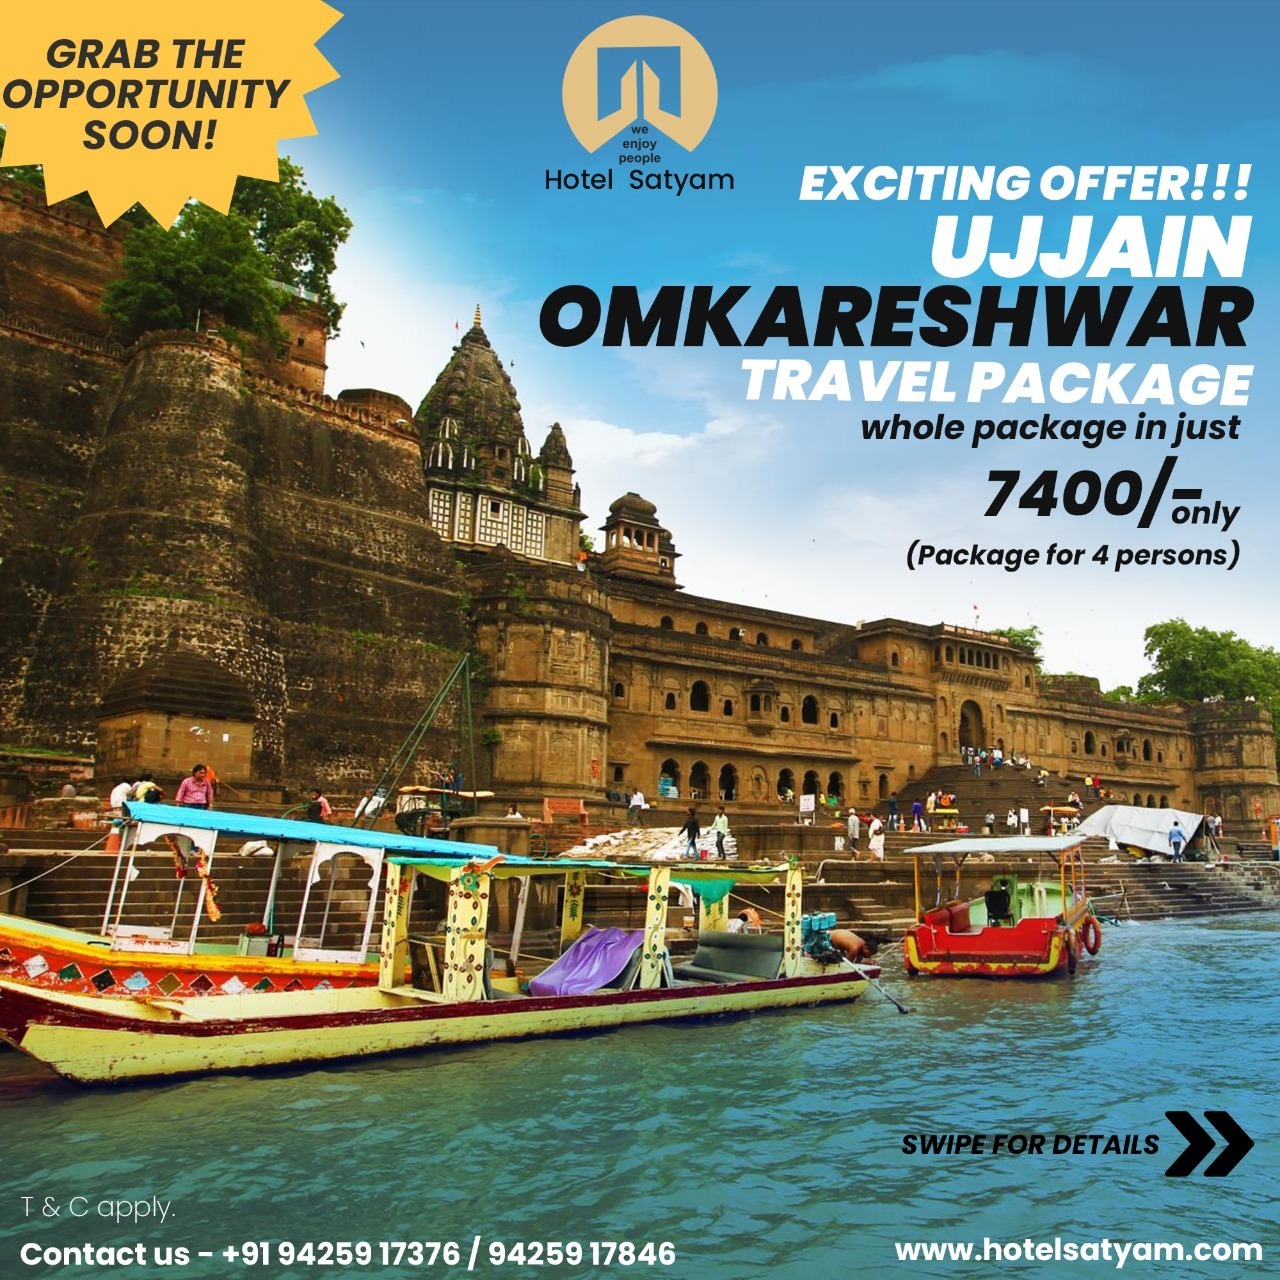 GRAB THE
OPPORTUNITY
SOON!
we
enjoy
people
Hotel Satyam
EXCITING OFFER!!!
UJJAIN
OMKARESHWAR
TRAVEL PACKAGE
whole package in just
7400/- only
(Package for 4 persons)
SWIPE FOR DETAILS
T & C apply.
Contact us - +91 94259 17376 / 94259 17846
www.hotelsatyam.com